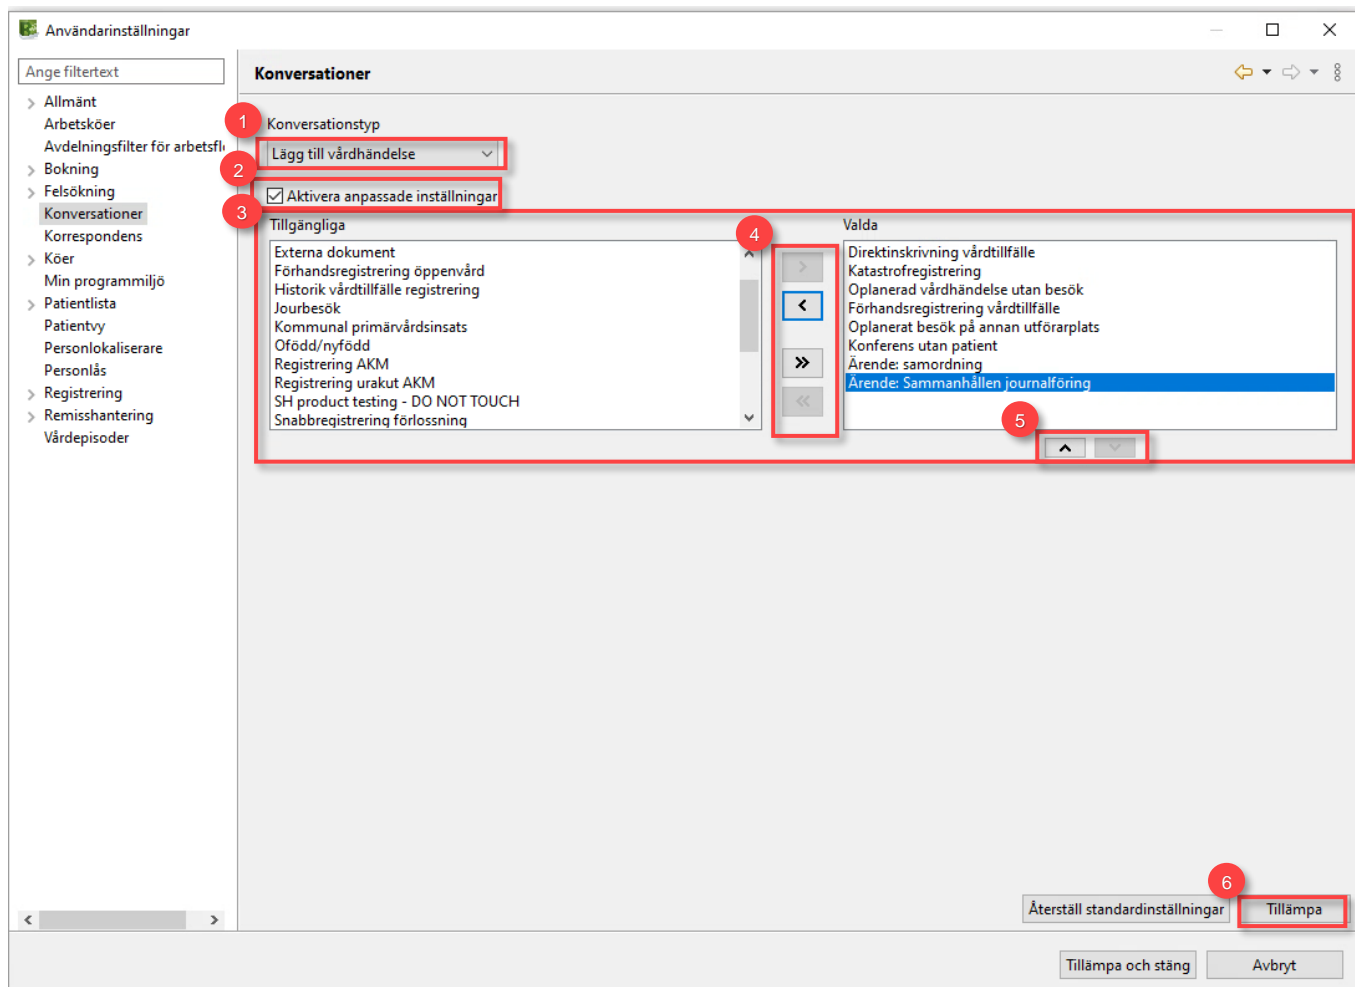 Användarinställningar
Ange filtertext
Allmänt
Arbetsköer
Avdelningsfilter för arbetsfl
Bokning
Felsökning
Konversationer
Korrespondens
Köer
Min programmiljö
Patientlista
Patientvy
Personlokaliserare
Personlås
Registrering
Remisshantering
Vårdepisoder
Konversationer
1
Konversationstyp
Lägg till vårdhändelse
2
Aktivera anpassade inställningar
3
Tillgängliga
Externa dokument
Förhandsregistrering öppenvård
Historik vårdtillfälle registrering
Jourbesök
Kommunal primärvårdsinsats
Ofödd/nyfödd
Registrering AKM
Registrering urakut AKM
SH product testing - DO NOT TOUCH
Snabbregistrering förlossning
4
Valda
Direktinskrivning vårdtillfälle
Katastrofregistrering
Oplanerad vårdhändelse utan besök
Förhandsregistrering vårdtillfälle
Oplanerat besök på annan utförarplats
Konferens utan patient
Ärende: samordning
Ärende: Sammanhållen journalföring
5
6
Återställ standardinställningar
Tillämpa
Tillämpa och stäng
Avbryt